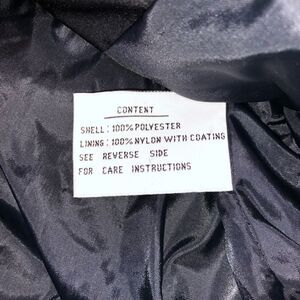 CONTENT
SHELL: 100% POLYESTER
LINING: 100% NYLON WITH COATING
SEE REVERSE SIDE
FOR CARE INSTRUCTIONS